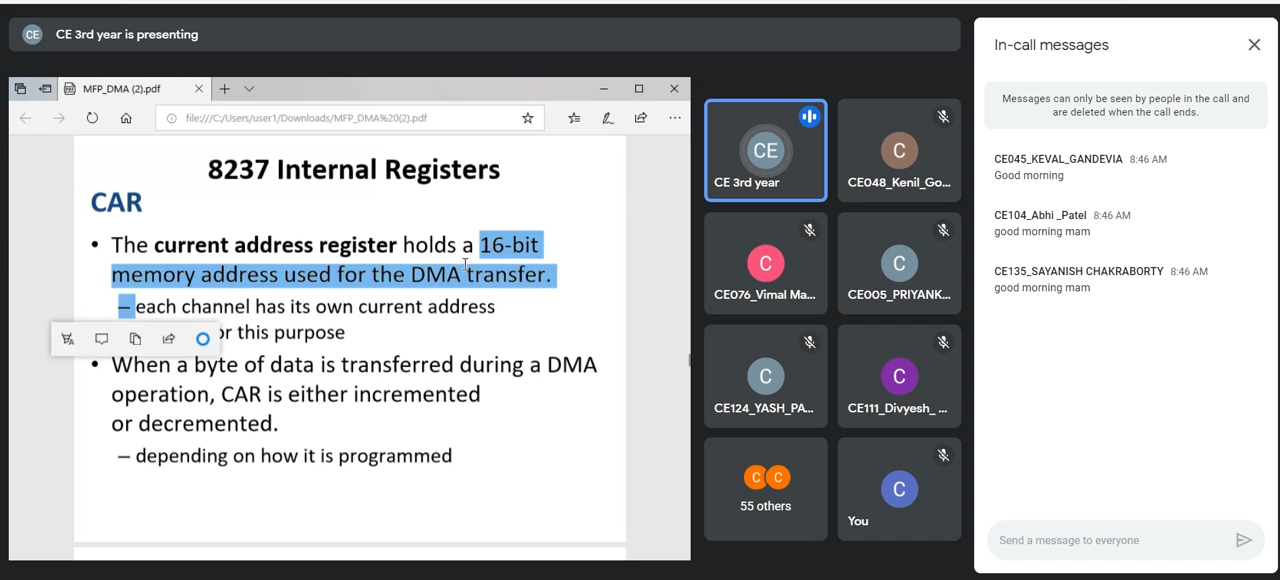 CE CE 3rd year is presenting
MFP_DMA (2).pdf
file:///C:/Users/user1/Downloads/MFP_DMA%20(2).pdf
8237 Internal Registers
CAR
• The current address register holds a 16-bit
memory address used for the DMA transfer.
– each channel has its own current address
or this purpose
• When a byte of data is transferred during a DMA
operation, CAR is either incremented
or decremented.
– depending on how it is programmed
CE
CE 3rd year
C
CE048_Kenil_Go...
C
CE076_Vimal Ma...
C
CE005_PRIYANK...
C
CE124_YASH_PA...
C
CE111_Divyesh_ ...
C C
55 others
C
You
In-call messages
Messages can only be seen by people in the call and
are deleted when the call ends.
CE045_KEVAL_GANDEVIA 8:46 AM
Good morning
CE104_Abhi _Patel 8:46 AM
good morning mam
CE135_SAYANISH CHAKRABORTY 8:46 AM
good morning mam
Send a message to everyone